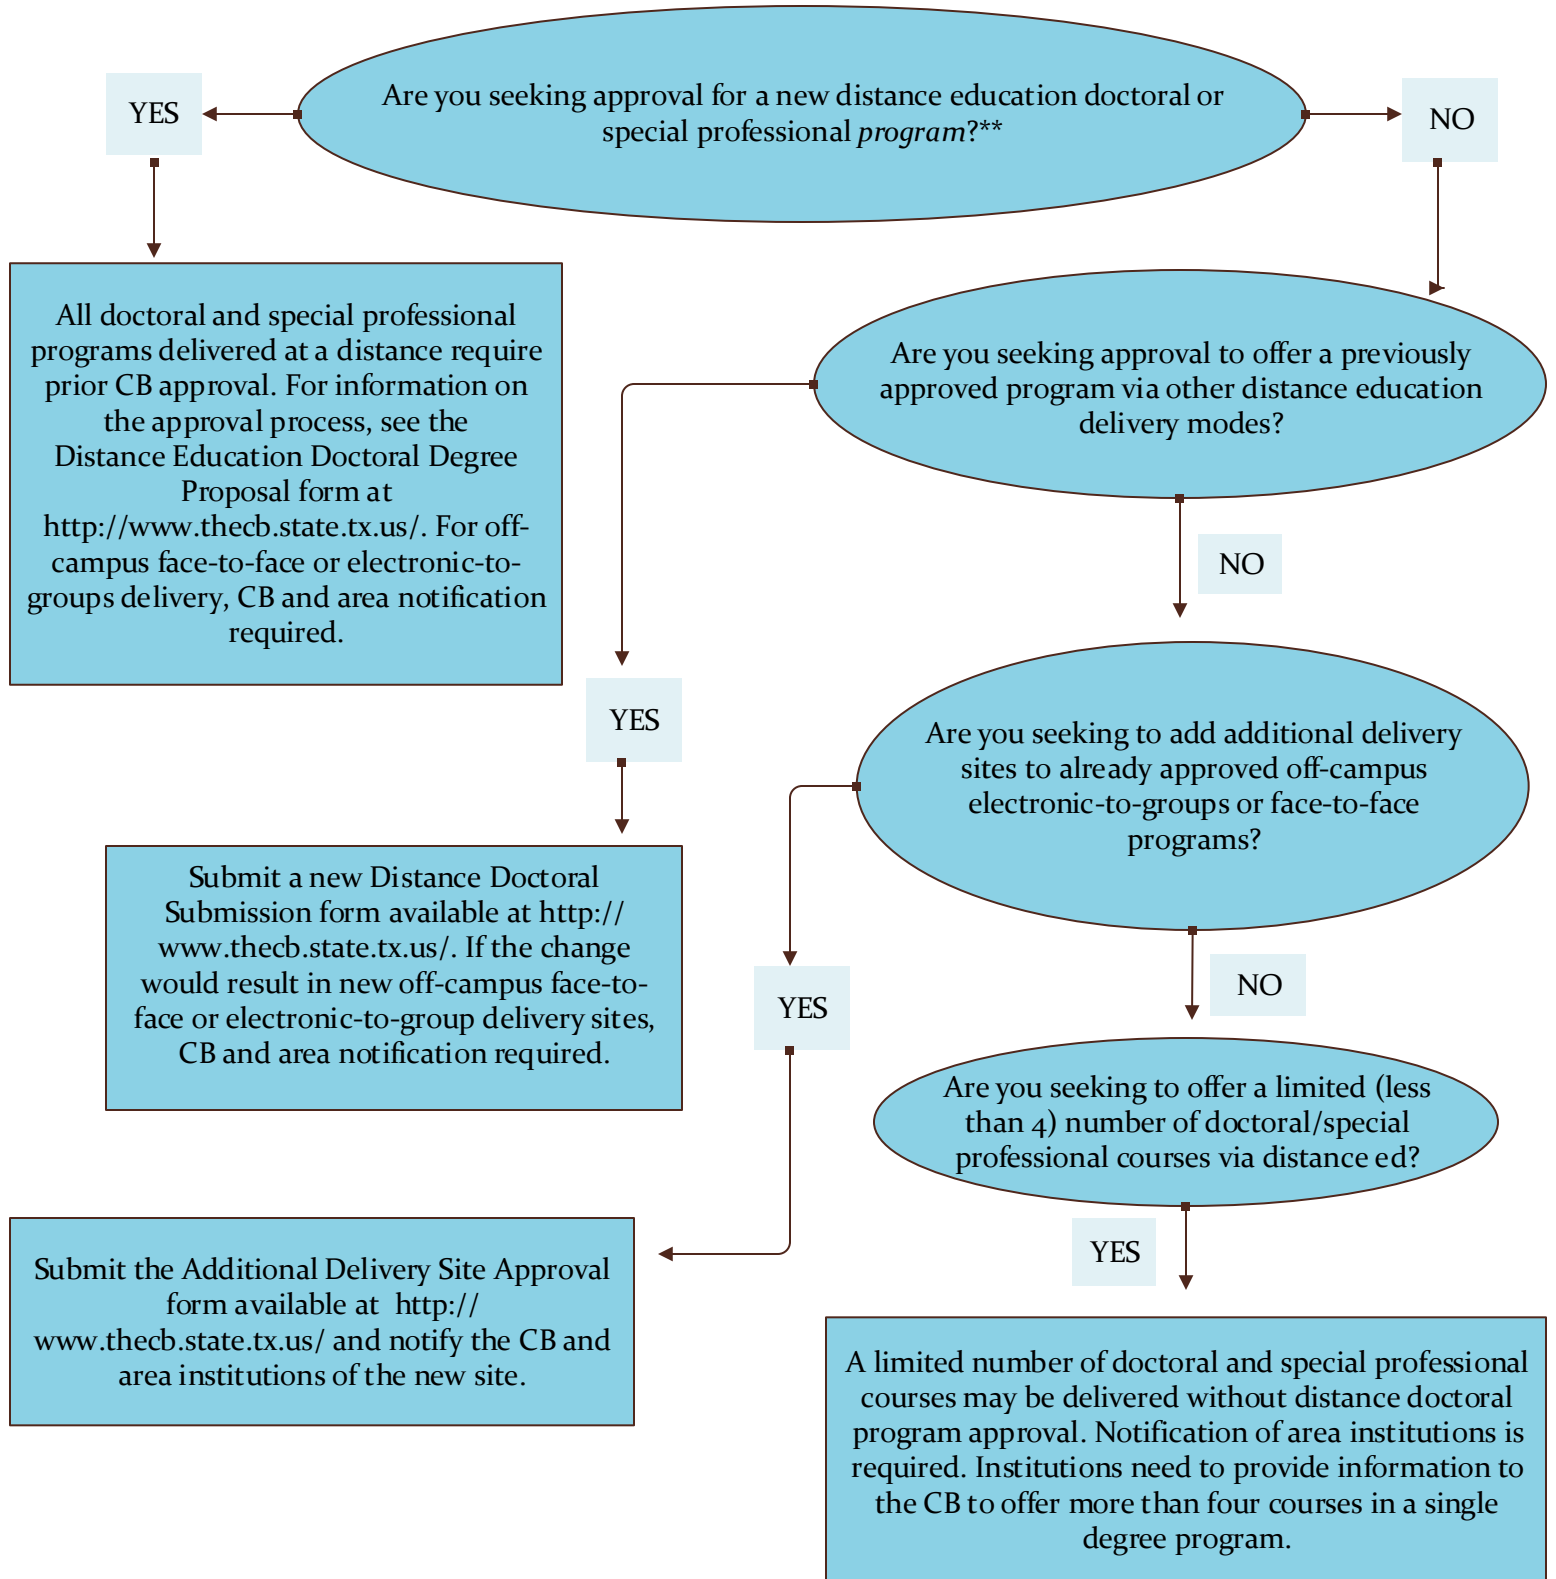 Are you seeking approval for a new distance education doctoral or
special professional program?**
YES
NO
All doctoral and special professional
programs delivered at a distance require
prior CB approval. For information on
the approval process, see the
Distance Education Doctoral Degree
Proposal form at
http://www.thecb.state.tx.us/. For off-
campus face-to-face or electronic-to-
groups delivery, CB and area notification
required.
Are you seeking approval to offer a previously
approved program via other distance education
delivery modes?
NO
YES
Submit a new Distance Doctoral
Submission form available at http://
www.thecb.state.tx.us/. If the change
would result in new off-campus face-to-
face or electronic-to-group delivery sites,
CB and area notification required.
Are you seeking to add additional delivery
sites to already approved off-campus
electronic-to-groups or face-to-face
programs?
YES
NO
Submit the Additional Delivery Site Approval
form available at http://
www.thecb.state.tx.us/ and notify the CB and
area institutions of the new site.
Are you seeking to offer a limited (less
than 4) number of doctoral/special
professional courses via distance ed?
YES
A limited number of doctoral and special professional
courses may be delivered without distance doctoral
program approval. Notification of area institutions is
required. Institutions need to provide information to
the CB to offer more than four courses in a single
degree program.